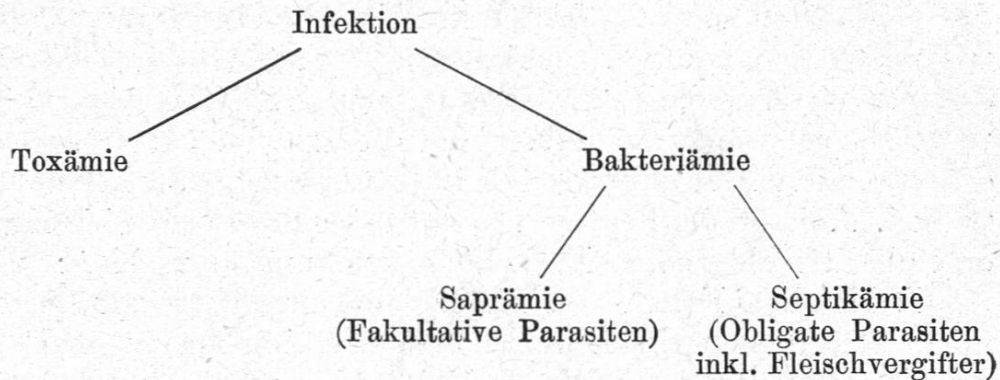 Infektion
Toxämie Bakteriämie
Saprämie Septikämie
(Fakultative Parasiten) (Obligate Parasiten
inkl. Fleischvergifter)